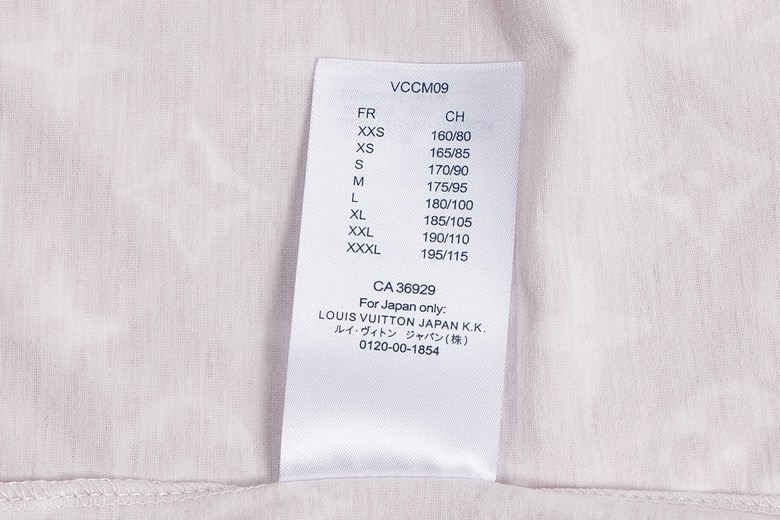 VCCM09
FR CH
XXS 160/80
XS 165/85
S 170/90
M 175/95
L 180/100
XL 185/105
XXL 190/110
XXXL 195/115
CA 36929
For Japan only:
LOUIS VUITTON JAPAN K.K.
ルイ・ヴィトン ジャパン(株)
0120-00-1854